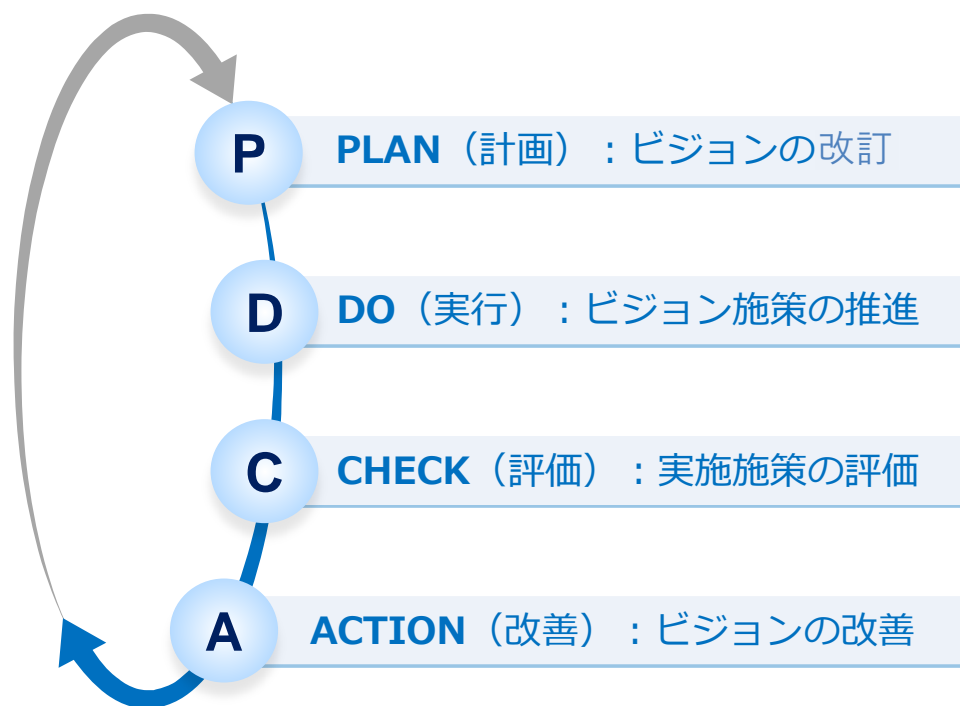 P
PLAN（計画）：ビジョンの改訂
D
DO（実行）：ビジョン施策の推進
C
CHECK（評価）：実施施策の評価
A
ACTION（改善）：ビジョンの改善